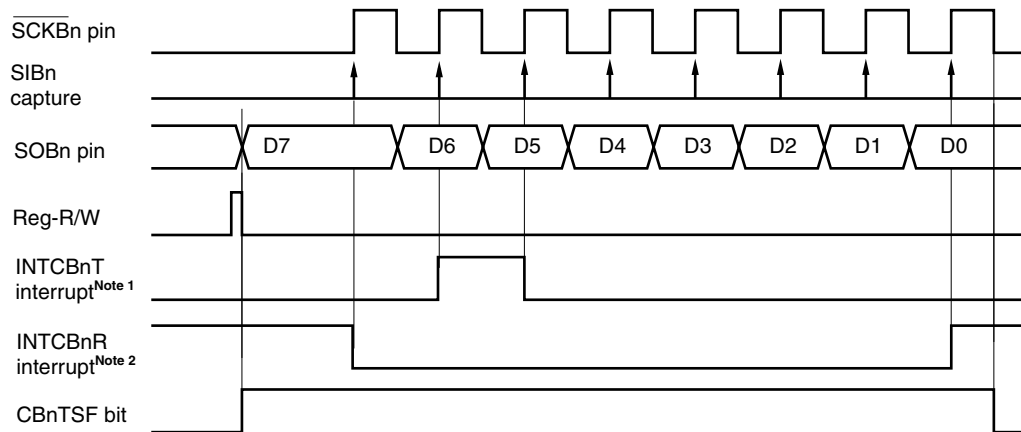 SCKBn pin
SIBn
capture
SOBn pin
D7 D6 D5 D4 D3 D2 D1 D0
Reg-R/W
INTCBnT
interruptNote 1
INTCBnR
interruptNote 2
CBnTSF bit